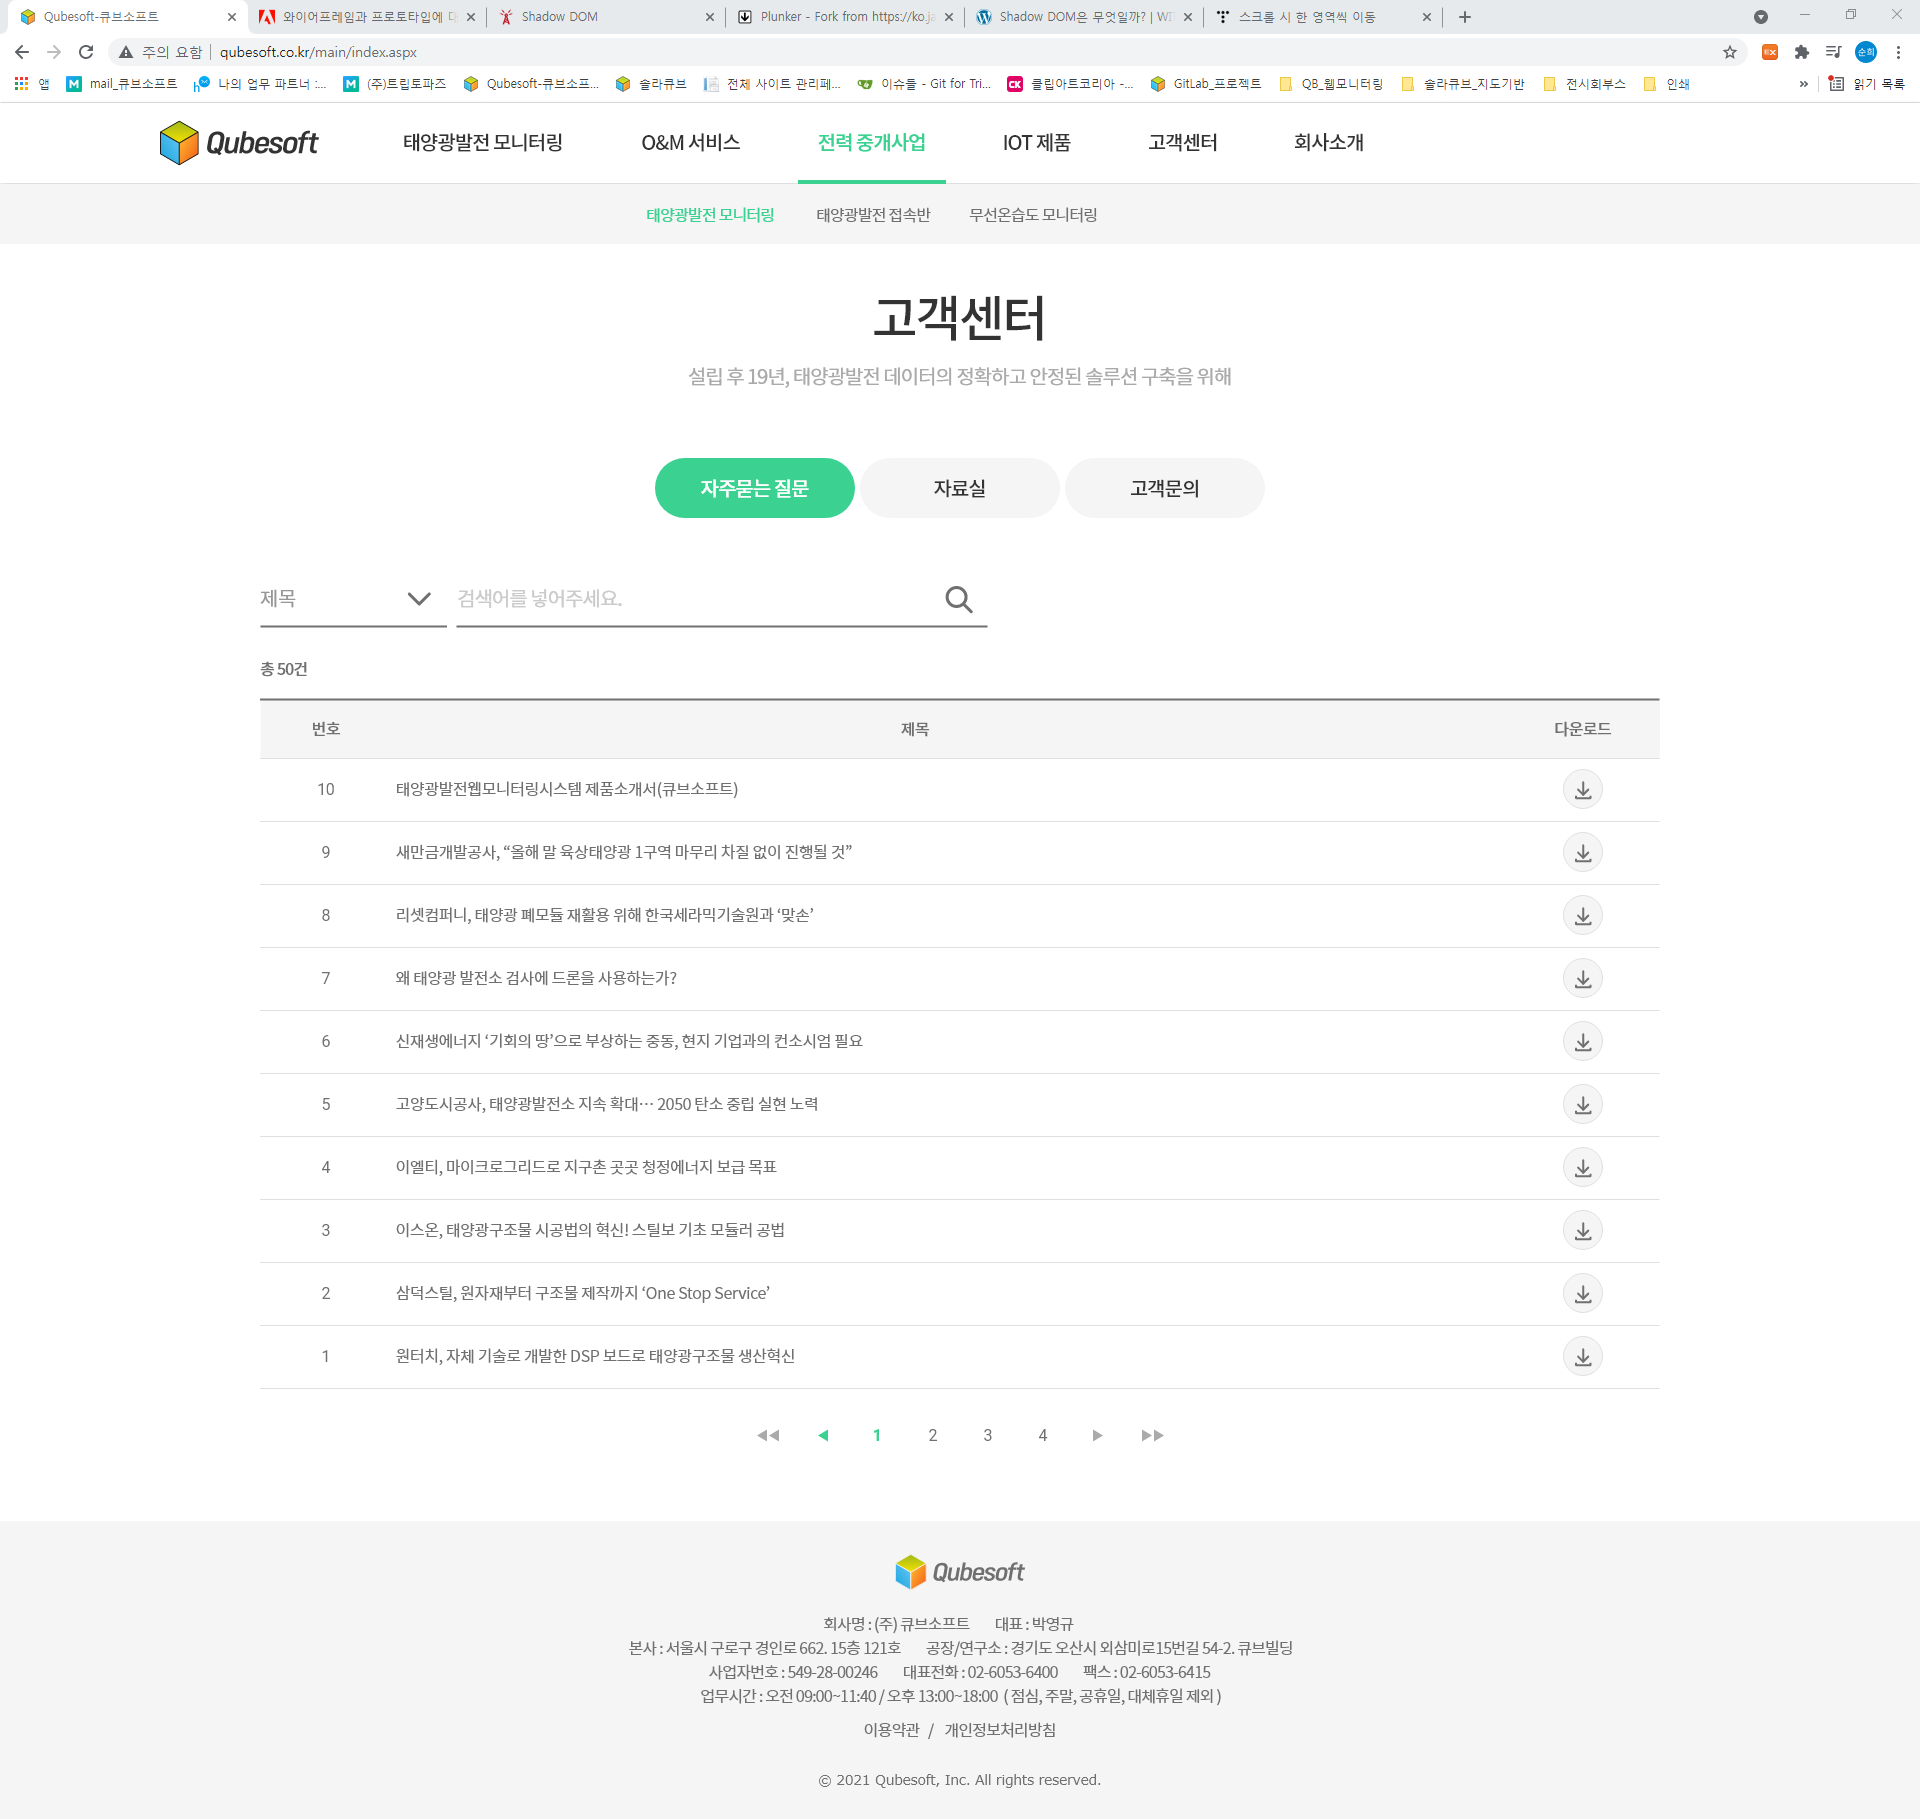 Qubesoft-큐브소프트
와이어프레임과 프로토타입에 대
Shadow DOM
Plunker - Fork from https://ko.ja
Shadow DOM은 무엇일까? | WI
스크롤 시 한 영역씩 이동
주의 요함 qubesoft.co.kr/main/index.aspx
순희
앱 mail_큐브소프트 나의 업무 파트너 :... (주)트립토파즈 Qubesoft-큐브소프... 솔라큐브 전체 사이트 관리페... 이슈들 - Git for Tri... 클립아트코리아 -... GitLab_프로젝트 QB_웹모니터링 솔라큐브_지도기반 전시회부스 인쇄 » 읽기 목록
Qubesoft 태양광발전 모니터링 O&M 서비스 전력 중개사업 IOT 제품 고객센터 회사소개
태양광발전 모니터링 태양광발전 접속반 무선온습도 모니터링
고객센터
설립 후 19년, 태양광발전 데이터의 정확하고 안정된 솔루션 구축을 위해
자주묻는 질문 자료실 고객문의
제목 검색어를 넣어주세요.
총 50건
번호 제목 다운로드
10 태양광발전웹모니터링시스템 제품소개서(큐브소프트)
9 새만금개발공사, “올해 말 육상태양광 1구역 마무리 차질 없이 진행될 것”
8 리셋컴퍼니, 태양광 폐모듈 재활용 위해 한국세라믹기술원과 ‘맞손’
7 왜 태양광 발전소 검사에 드론을 사용하는가?
6 신재생에너지 ‘기회의 땅’으로 부상하는 중동, 현지 기업과의 컨소시엄 필요
5 고양도시공사, 태양광발전소 지속 확대… 2050 탄소 중립 실현 노력
4 이엘티, 마이크로그리드로 지구촌 곳곳 청정에너지 보급 목표
3 이스온, 태양광구조물 시공법의 혁신! 스틸보 기초 모듈러 공법
2 삼덕스틸, 원자재부터 구조물 제작까지 ‘One Stop Service’
1 원터치, 자체 기술로 개발한 DSP 보드로 태양광구조물 생산혁신
1 2 3 4
Qubesoft
회사명 : (주) 큐브소프트 대표 : 박영규
본사 : 서울시 구로구 경인로 662. 15층 121호 공장/연구소 : 경기도 오산시 외삼미로15번길 54-2. 큐브빌딩
사업자번호 : 549-28-00246 대표전화 : 02-6053-6400 팩스 : 02-6053-6415
업무시간 : 오전 09:00~11:40 / 오후 13:00~18:00 ( 점심, 주말, 공휴일, 대체휴일 제외 )
이용약관 / 개인정보처리방침
© 2021 Qubesoft, Inc. All rights reserved.